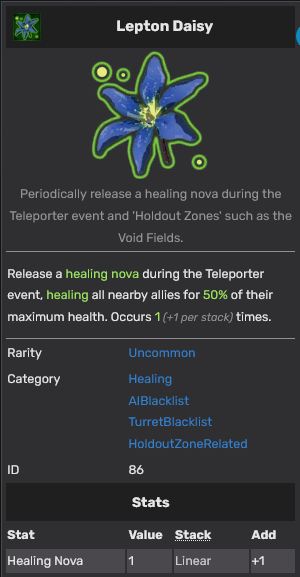 Lepton Daisy
Periodically release a healing nova during the
Teleporter event and 'Holdout Zones' such as the
Void Fields.
Release a healing nova during the Teleporter
event, healing all nearby allies for 50% of their
maximum health. Occurs 1 (+1 per stack) times.
Rarity Uncommon
Category Healing
AIBlacklist
TurretBlacklist
HoldoutZoneRelated
ID 86
Stats
Stat Value Stack Add
Healing Nova 1 Linear +1